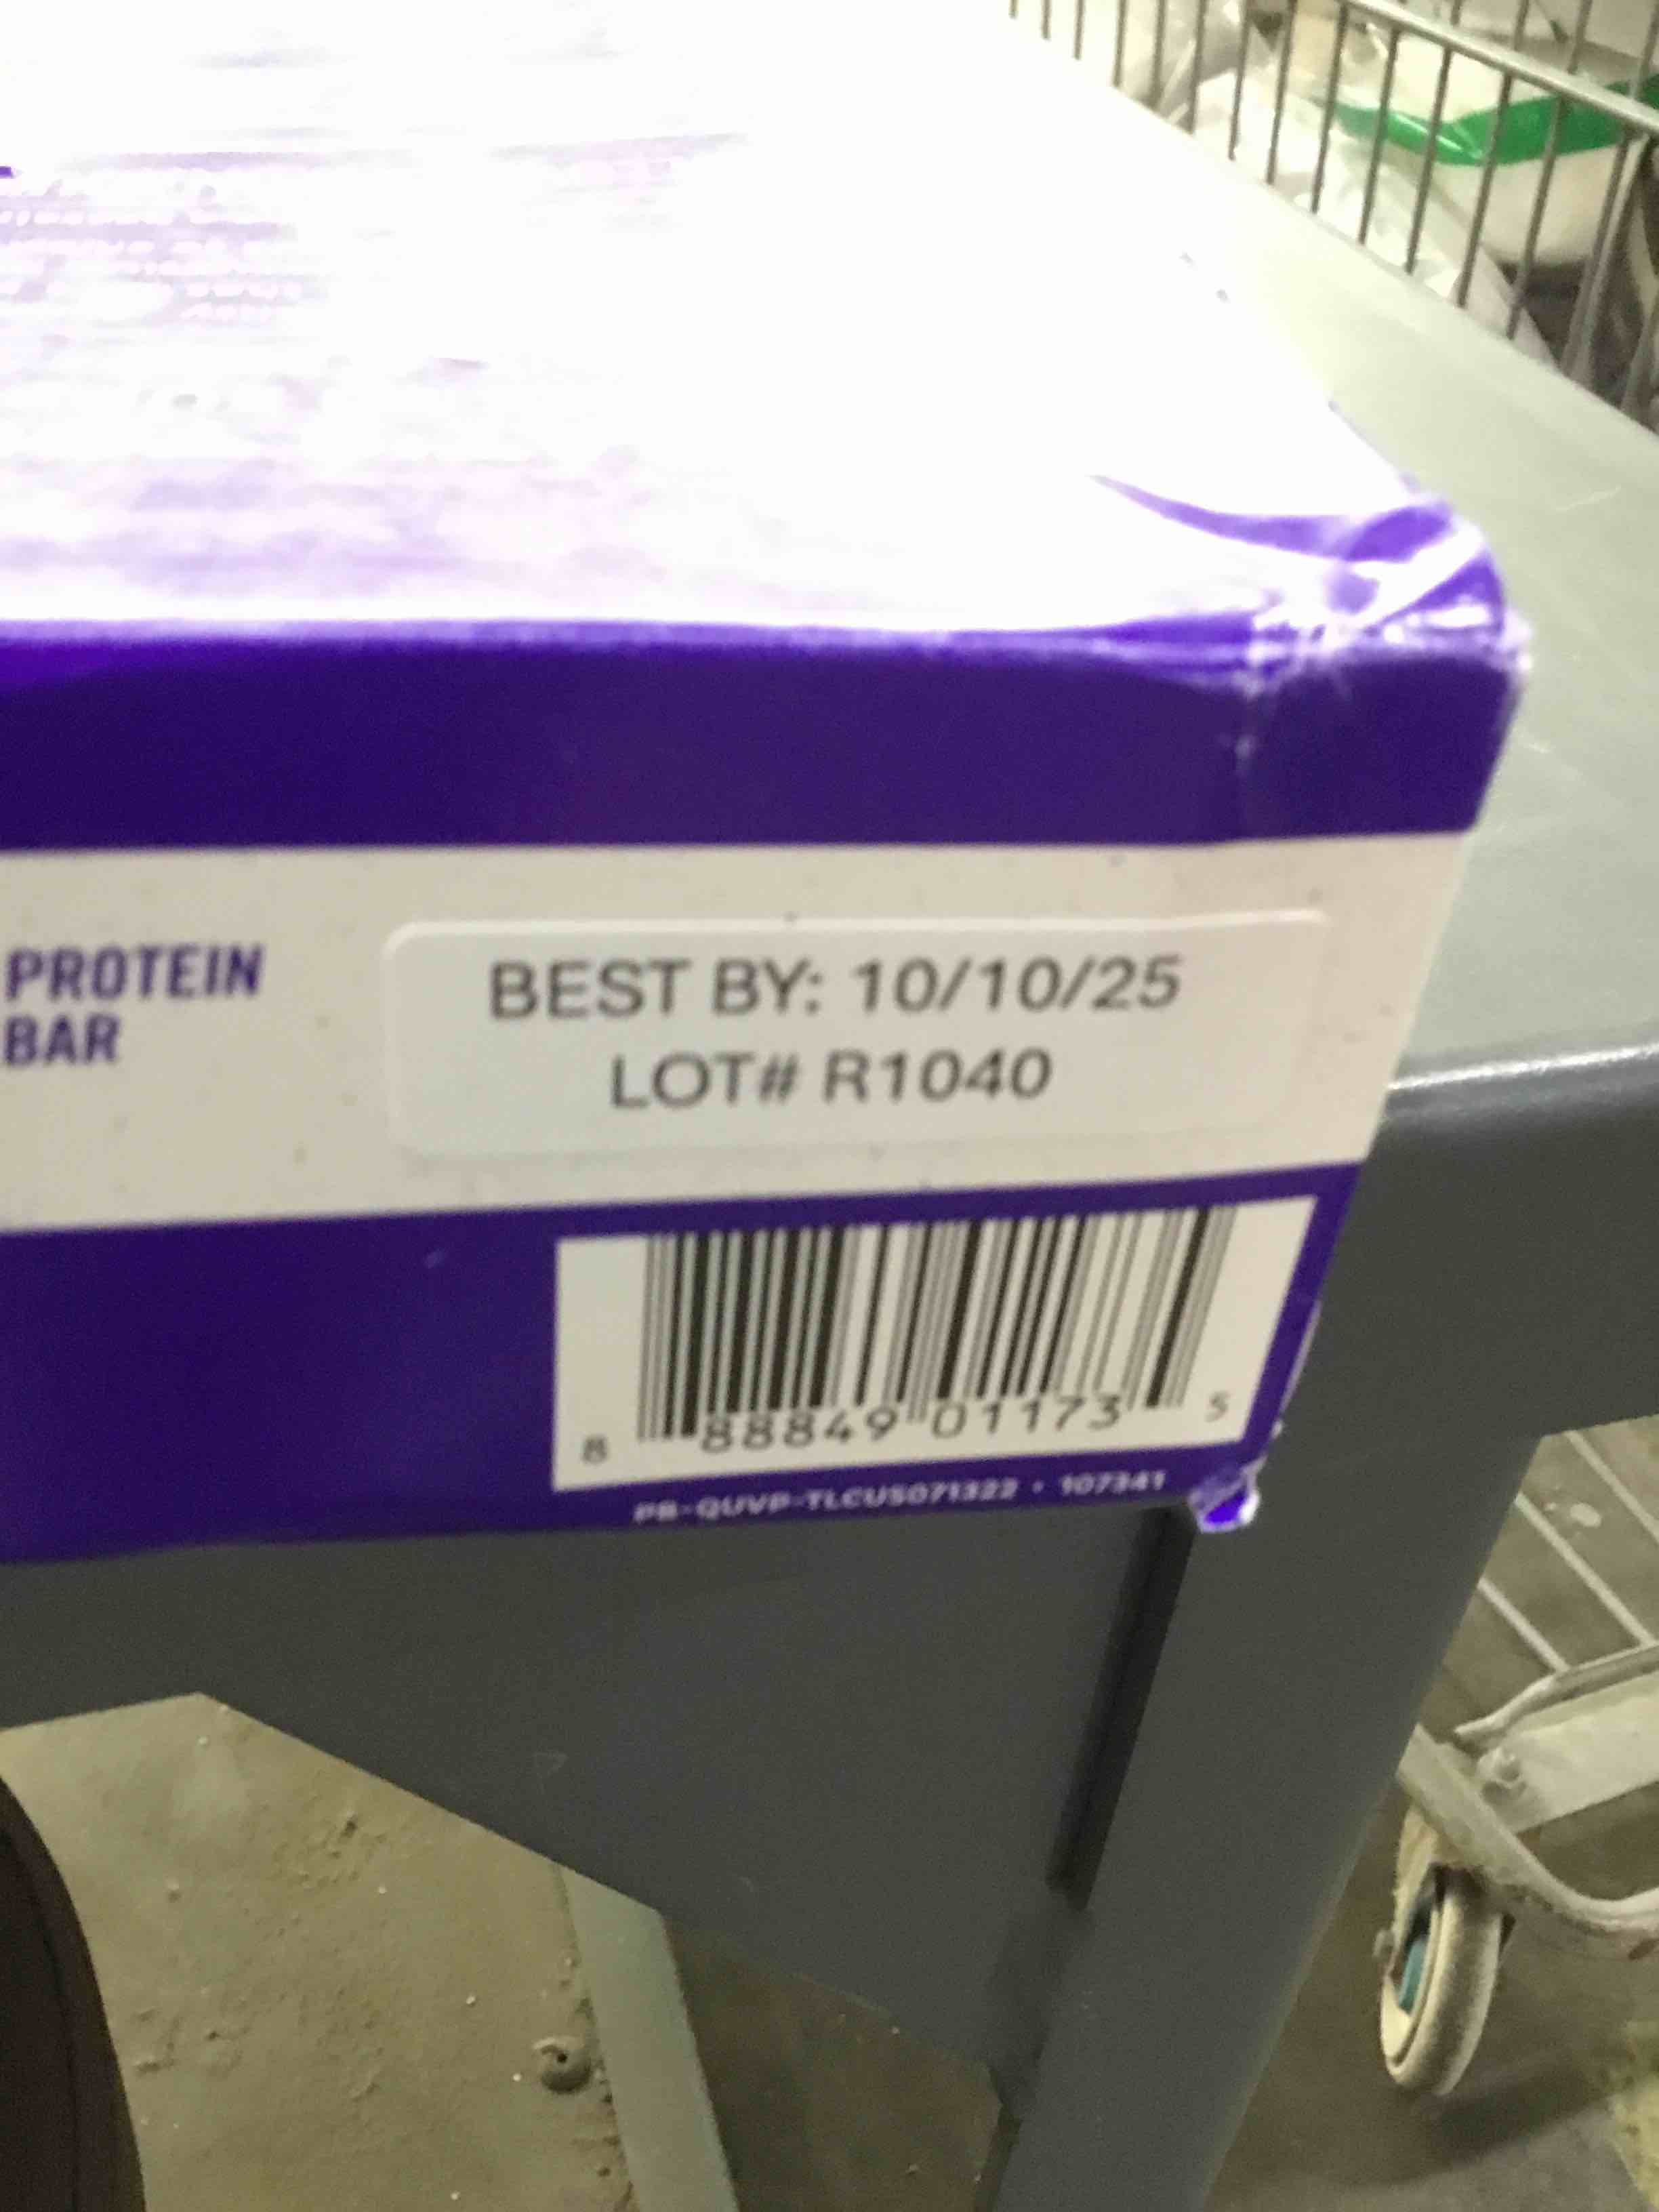 PROTEIN
BAR
BEST BY: 10/10/25
LOT# R1040
8 88849 01173 5
PB-QUVP-TLCUS071322 • 107341